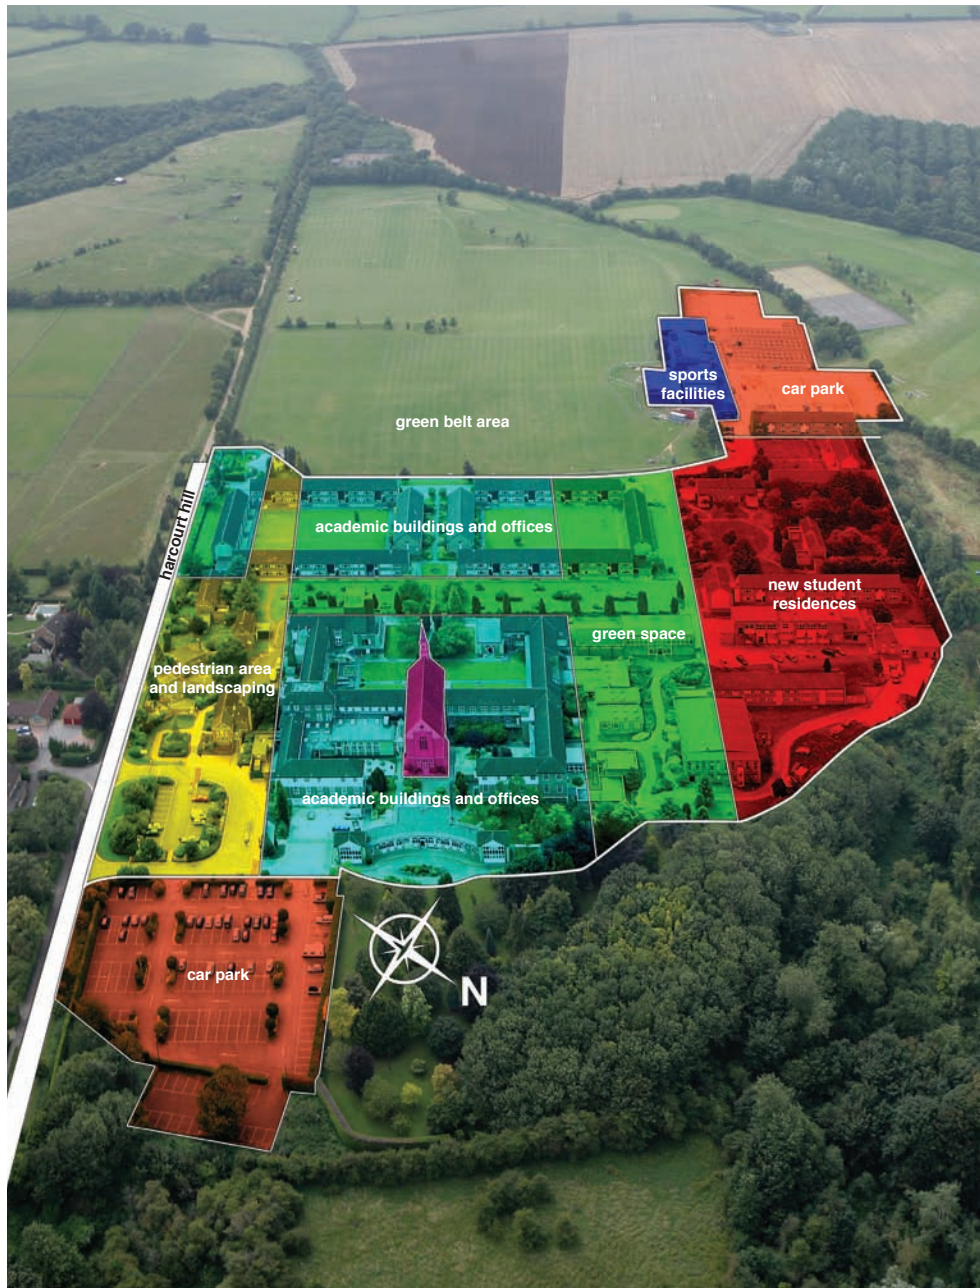 sports
facilities
car park
green belt area
harcourt hill
academic buildings and offices
new student
residences
green space
pedestrian area
and landscaping
academic buildings and offices
car park
N